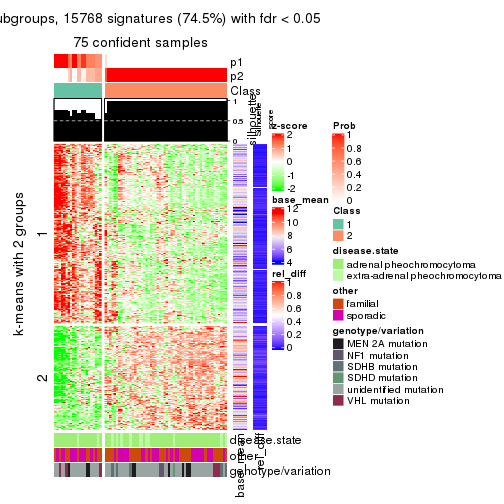 ubgroups, 15768 signatures (74.5%) with fdr < 0.05
75 confident samples
p1
p2
Class
1
0.5
0
silhouette
Silhouette
score
k-means with 2 groups
1
2
z-score
2
1
0
-1
-2
base_mean
12
10
8
6
4
rel_diff
1
0.8
0.6
0.4
0.2
0
Prob
1
0.8
0.6
0.4
0.2
0
Class
1
2
disease.state
adrenal pheochromocytoma
extra-adrenal pheochromocytoma
other
familial
sporadic
genotype/variation
MEN 2A mutation
NF1 mutation
SDHB mutation
SDHD mutation
unidentified mutation
VHL mutation
disease.state
other
genotype/variation
base_mean
rel_diff